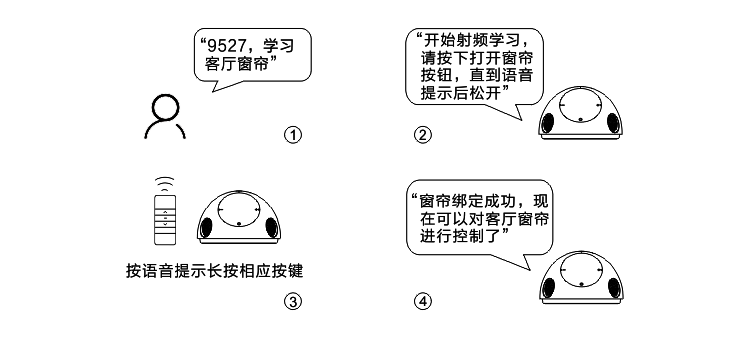 “9527，学习
客厅窗帘”
①
“开始射频学习，
请按下打开窗帘
按钮，直到语音
提示后松开”
②
按语音提示长按相应按键
③
“窗帘绑定成功，现
在可以对客厅窗帘
进行控制了”
④